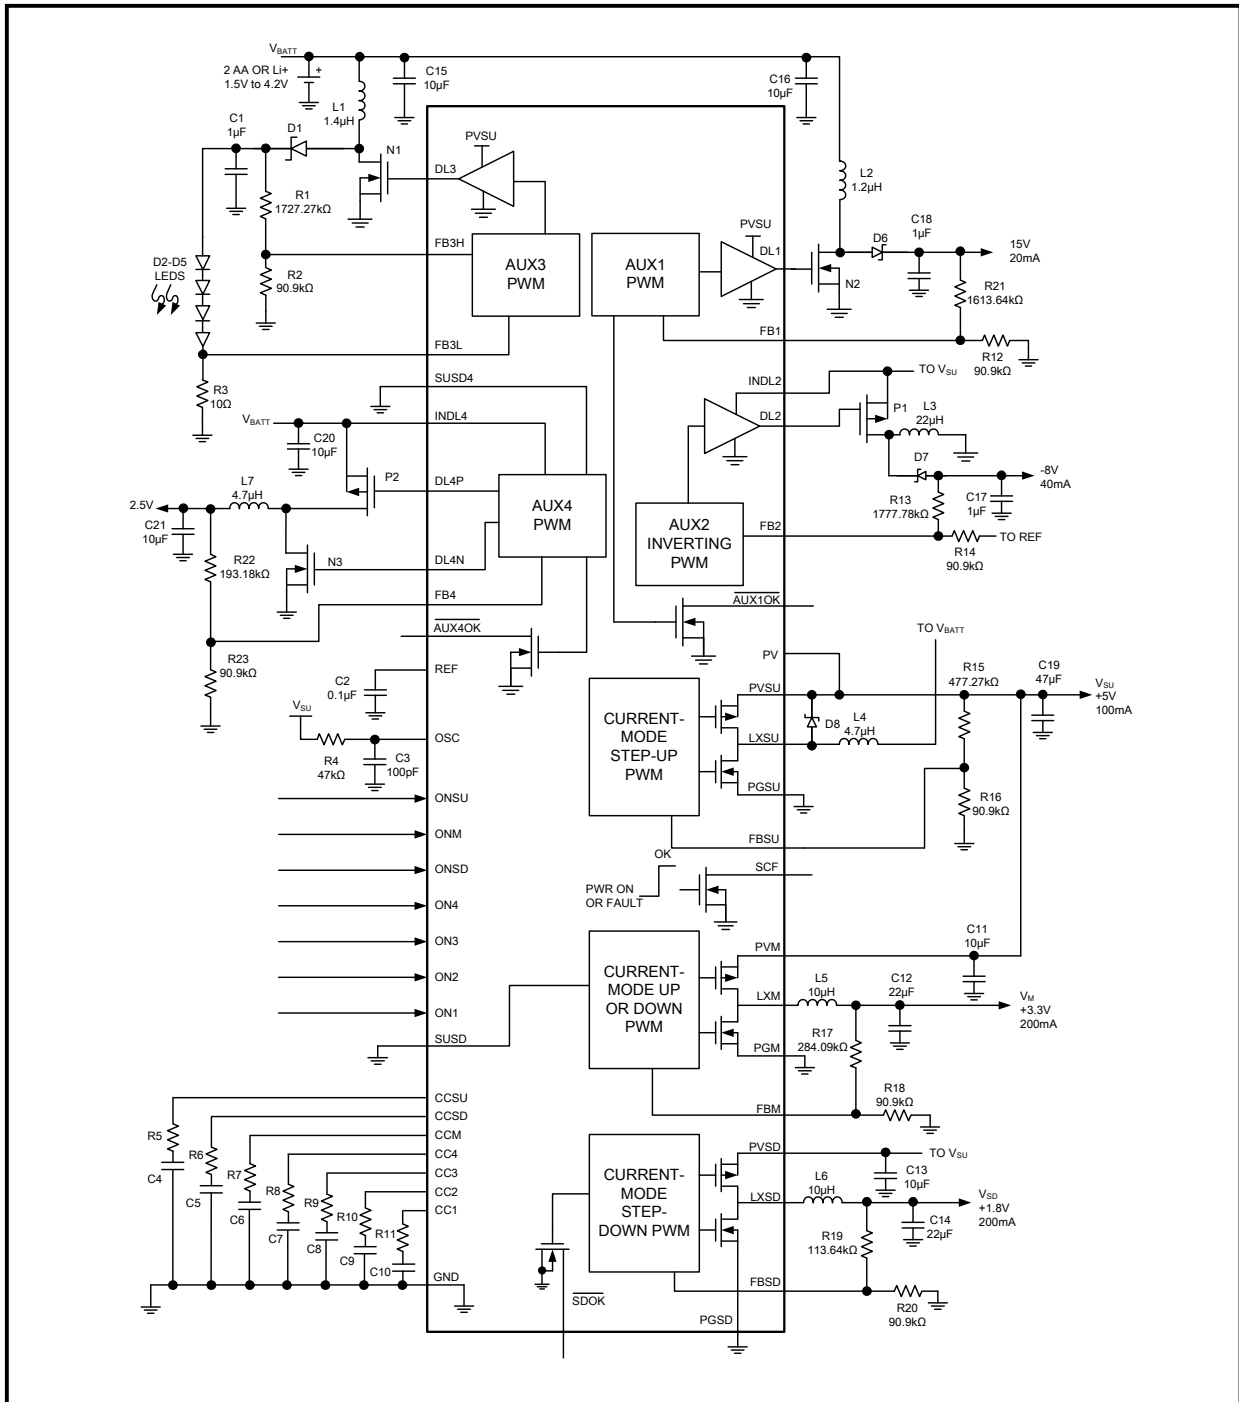 VBATT
2 AA OR Li+
1.5V to 4.2V
+
C15
10µF
C16
10µF
L1
1.4µH
C1
1µF
D1
N1
PVSU
DL3
R1
1727.27kΩ
FB3H
AUX3
PWM
D2-D5
LEDS
R2
90.9kΩ
FB3L
R3
10Ω
L2
1.2µH
PVSU
DL1
AUX1
PWM
N2
D6
C18
1µF
15V
20mA
R21
1613.64kΩ
FB1
R12
90.9kΩ
SUSD4
VBATT
INDL4
C20
10µF
P2
DL4P
AUX4
PWM
L7
4.7µH
2.5V
C21
10µF
R22
193.18kΩ
N3
DL4N
FB4
AUX4OK
R23
90.9kΩ
INDL2
TO VSU
DL2
P1
L3
22µH
D7
-8V
40mA
R13
1777.78kΩ
C17
1µF
AUX2
INVERTING
PWM
FB2
TO REF
R14
90.9kΩ
AUX1OK
REF
C2
0.1µF
VSU
OSC
R4
47kΩ
C3
100pF
TO VBATT
PV
R15
477.27kΩ
C19
47µF
VSU
+5V
100mA
CURRENT-
MODE
STEP-UP
PWM
PVSU
D8
L4
4.7µH
LXSU
PGSU
R16
90.9kΩ
FBSU
ONSU
ONM
ONSD
ON4
ON3
ON2
ON1
SUSD
OK
PWR ON
OR FAULT
SCF
CURRENT-
MODE UP
OR DOWN
PWM
PVM
C11
10µF
L5
10µH
LXM
C12
22µF
VM
+3.3V
200mA
R17
284.09kΩ
PGM
R18
90.9kΩ
FBM
CCSU
CCSD
CCM
CC4
CC3
CC2
CC1
R5
C4
R6
C5
R7
C6
R8
C7
R9
C8
R10
C9
R11
C10
GND
CURRENT-
MODE
STEP-
DOWN PWM
PVSD
TO VSU
C13
10µF
L6
10µH
LXSD
VSD
+1.8V
200mA
C14
22µF
R19
113.64kΩ
FBSD
R20
90.9kΩ
SDOK
PGSD